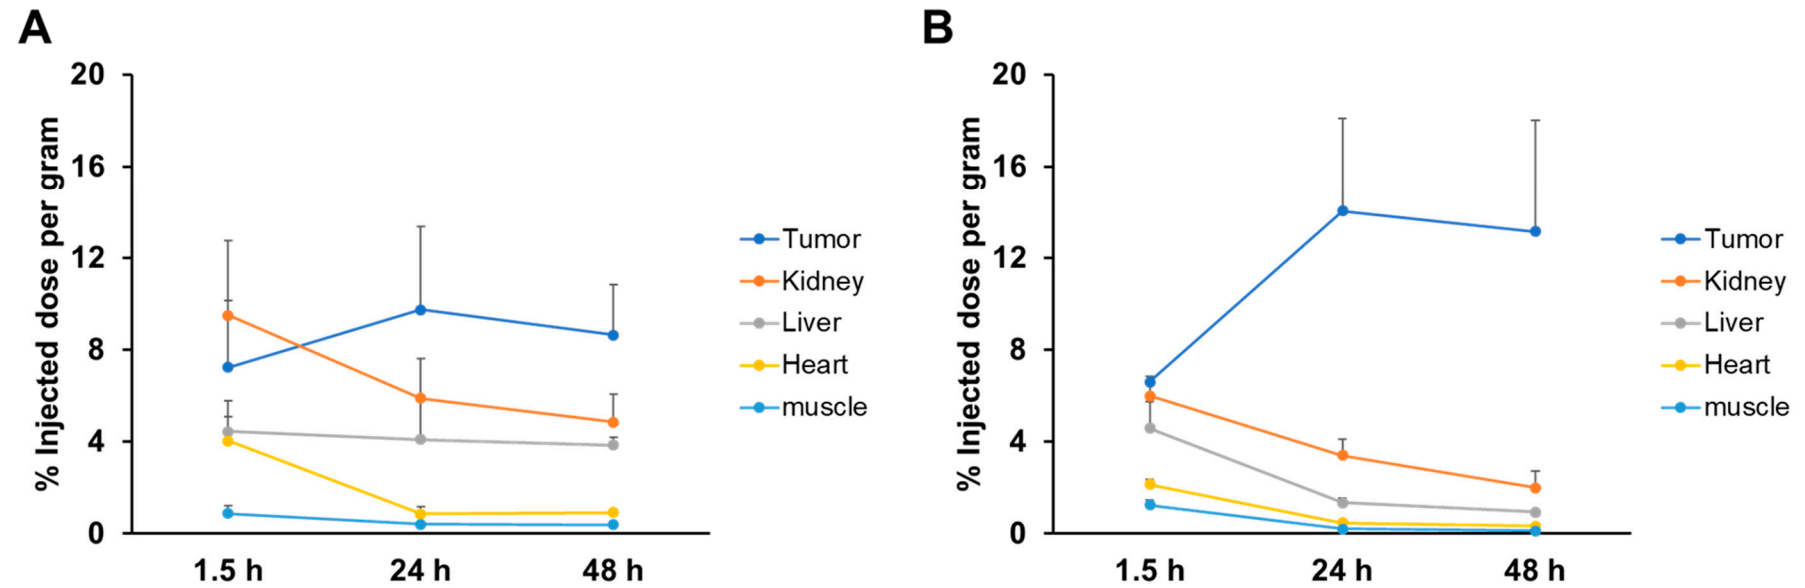 A
% Injected dose per gram
20
16
12
8
4
0
1.5 h
24 h
48 h
Tumor
Kidney
Liver
Heart
muscle
B
% Injected dose per gram
20
16
12
8
4
0
1.5 h
24 h
48 h
Tumor
Kidney
Liver
Heart
muscle